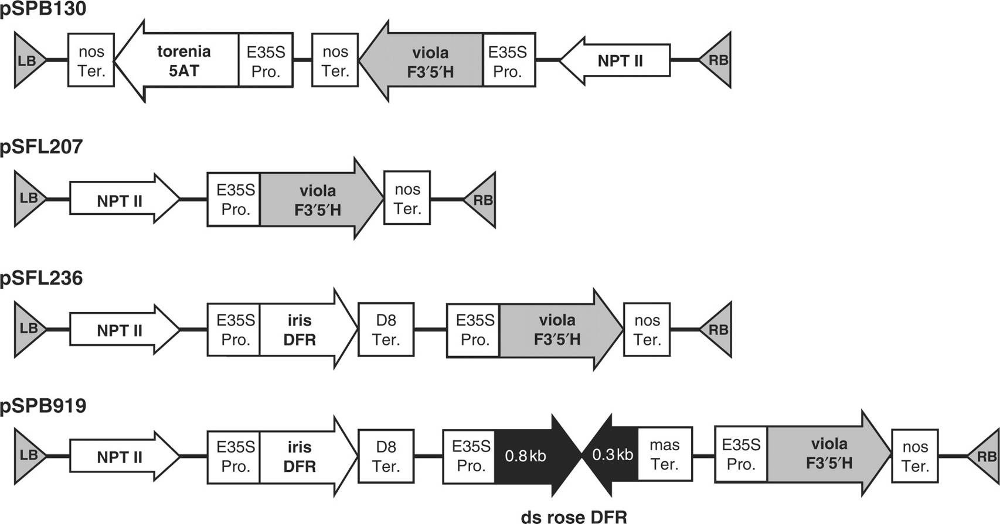 pSPB130
LB
nos
Ter.
torenia
5AT
E35S
Pro.
nos
Ter.
viola
F3′5′H
E35S
Pro.
NPT II
RB
pSFL207
LB
NPT II
E35S
Pro.
viola
F3′5′H
nos
Ter.
RB
pSFL236
LB
NPT II
E35S
Pro.
iris
DFR
D8
Ter.
E35S
Pro.
viola
F3′5′H
nos
Ter.
RB
pSPB919
LB
NPT II
E35S
Pro.
iris
DFR
D8
Ter.
E35S
Pro.
0.8 kb
0.3 kb
mas
Ter.
E35S
Pro.
viola
F3′5′H
nos
Ter.
RB
ds rose DFR